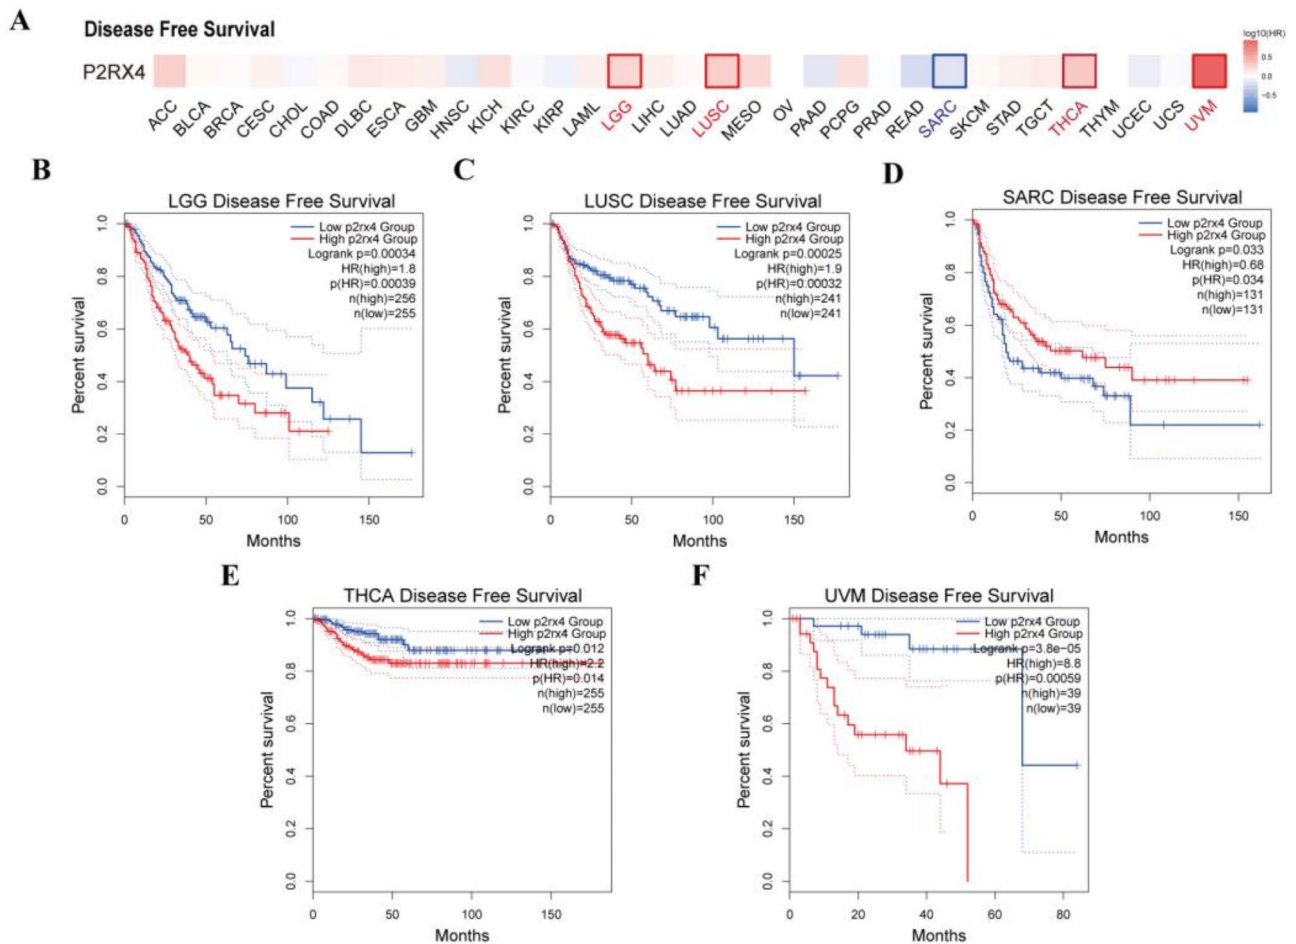 A
Disease Free Survival
P2RX4
log10(HR)
0.5
0.0
−0.5
ACC
BLCA
BRCA
CESC
CHOL
COAD
DLBC
ESCA
GBM
HNSC
KICH
KIRC
KIRP
LAML
LGG
LIHC
LUAD
LUSC
MESO
OV
PAAD
PCPG
PRAD
READ
SARC
SKCM
STAD
TGCT
THCA
THYM
UCEC
UCS
UVM
B
LGG Disease Free Survival
Low p2rx4 Group
High p2rx4 Group
Logrank p=0.00034
HR(high)=1.8
p(HR)=0.00039
n(high)=256
n(low)=255
Percent survival
1.0
0.8
0.6
0.4
0.2
0.0
0 50 100 150
Months
C
LUSC Disease Free Survival
Low p2rx4 Group
High p2rx4 Group
Logrank p=0.00025
HR(high)=1.9
p(HR)=0.00032
n(high)=241
n(low)=241
Percent survival
1.0
0.8
0.6
0.4
0.2
0.0
0 50 100 150
Months
D
SARC Disease Free Survival
Low p2rx4 Group
High p2rx4 Group
Logrank p=0.033
HR(high)=0.68
p(HR)=0.034
n(high)=131
n(low)=131
Percent survival
1.0
0.8
0.6
0.4
0.2
0.0
0 50 100 150
Months
E
THCA Disease Free Survival
Low p2rx4 Group
High p2rx4 Group
Logrank p=0.012
HR(high)=2.2
p(HR)=0.014
n(high)=255
n(low)=255
Percent survival
1.0
0.8
0.6
0.4
0.2
0.0
0 50 100 150
Months
F
UVM Disease Free Survival
Low p2rx4 Group
High p2rx4 Group
Logrank p=3.8e−05
HR(high)=8.8
p(HR)=0.00059
n(high)=39
n(low)=39
Percent survival
1.0
0.8
0.6
0.4
0.2
0.0
0 20 40 60 80
Months